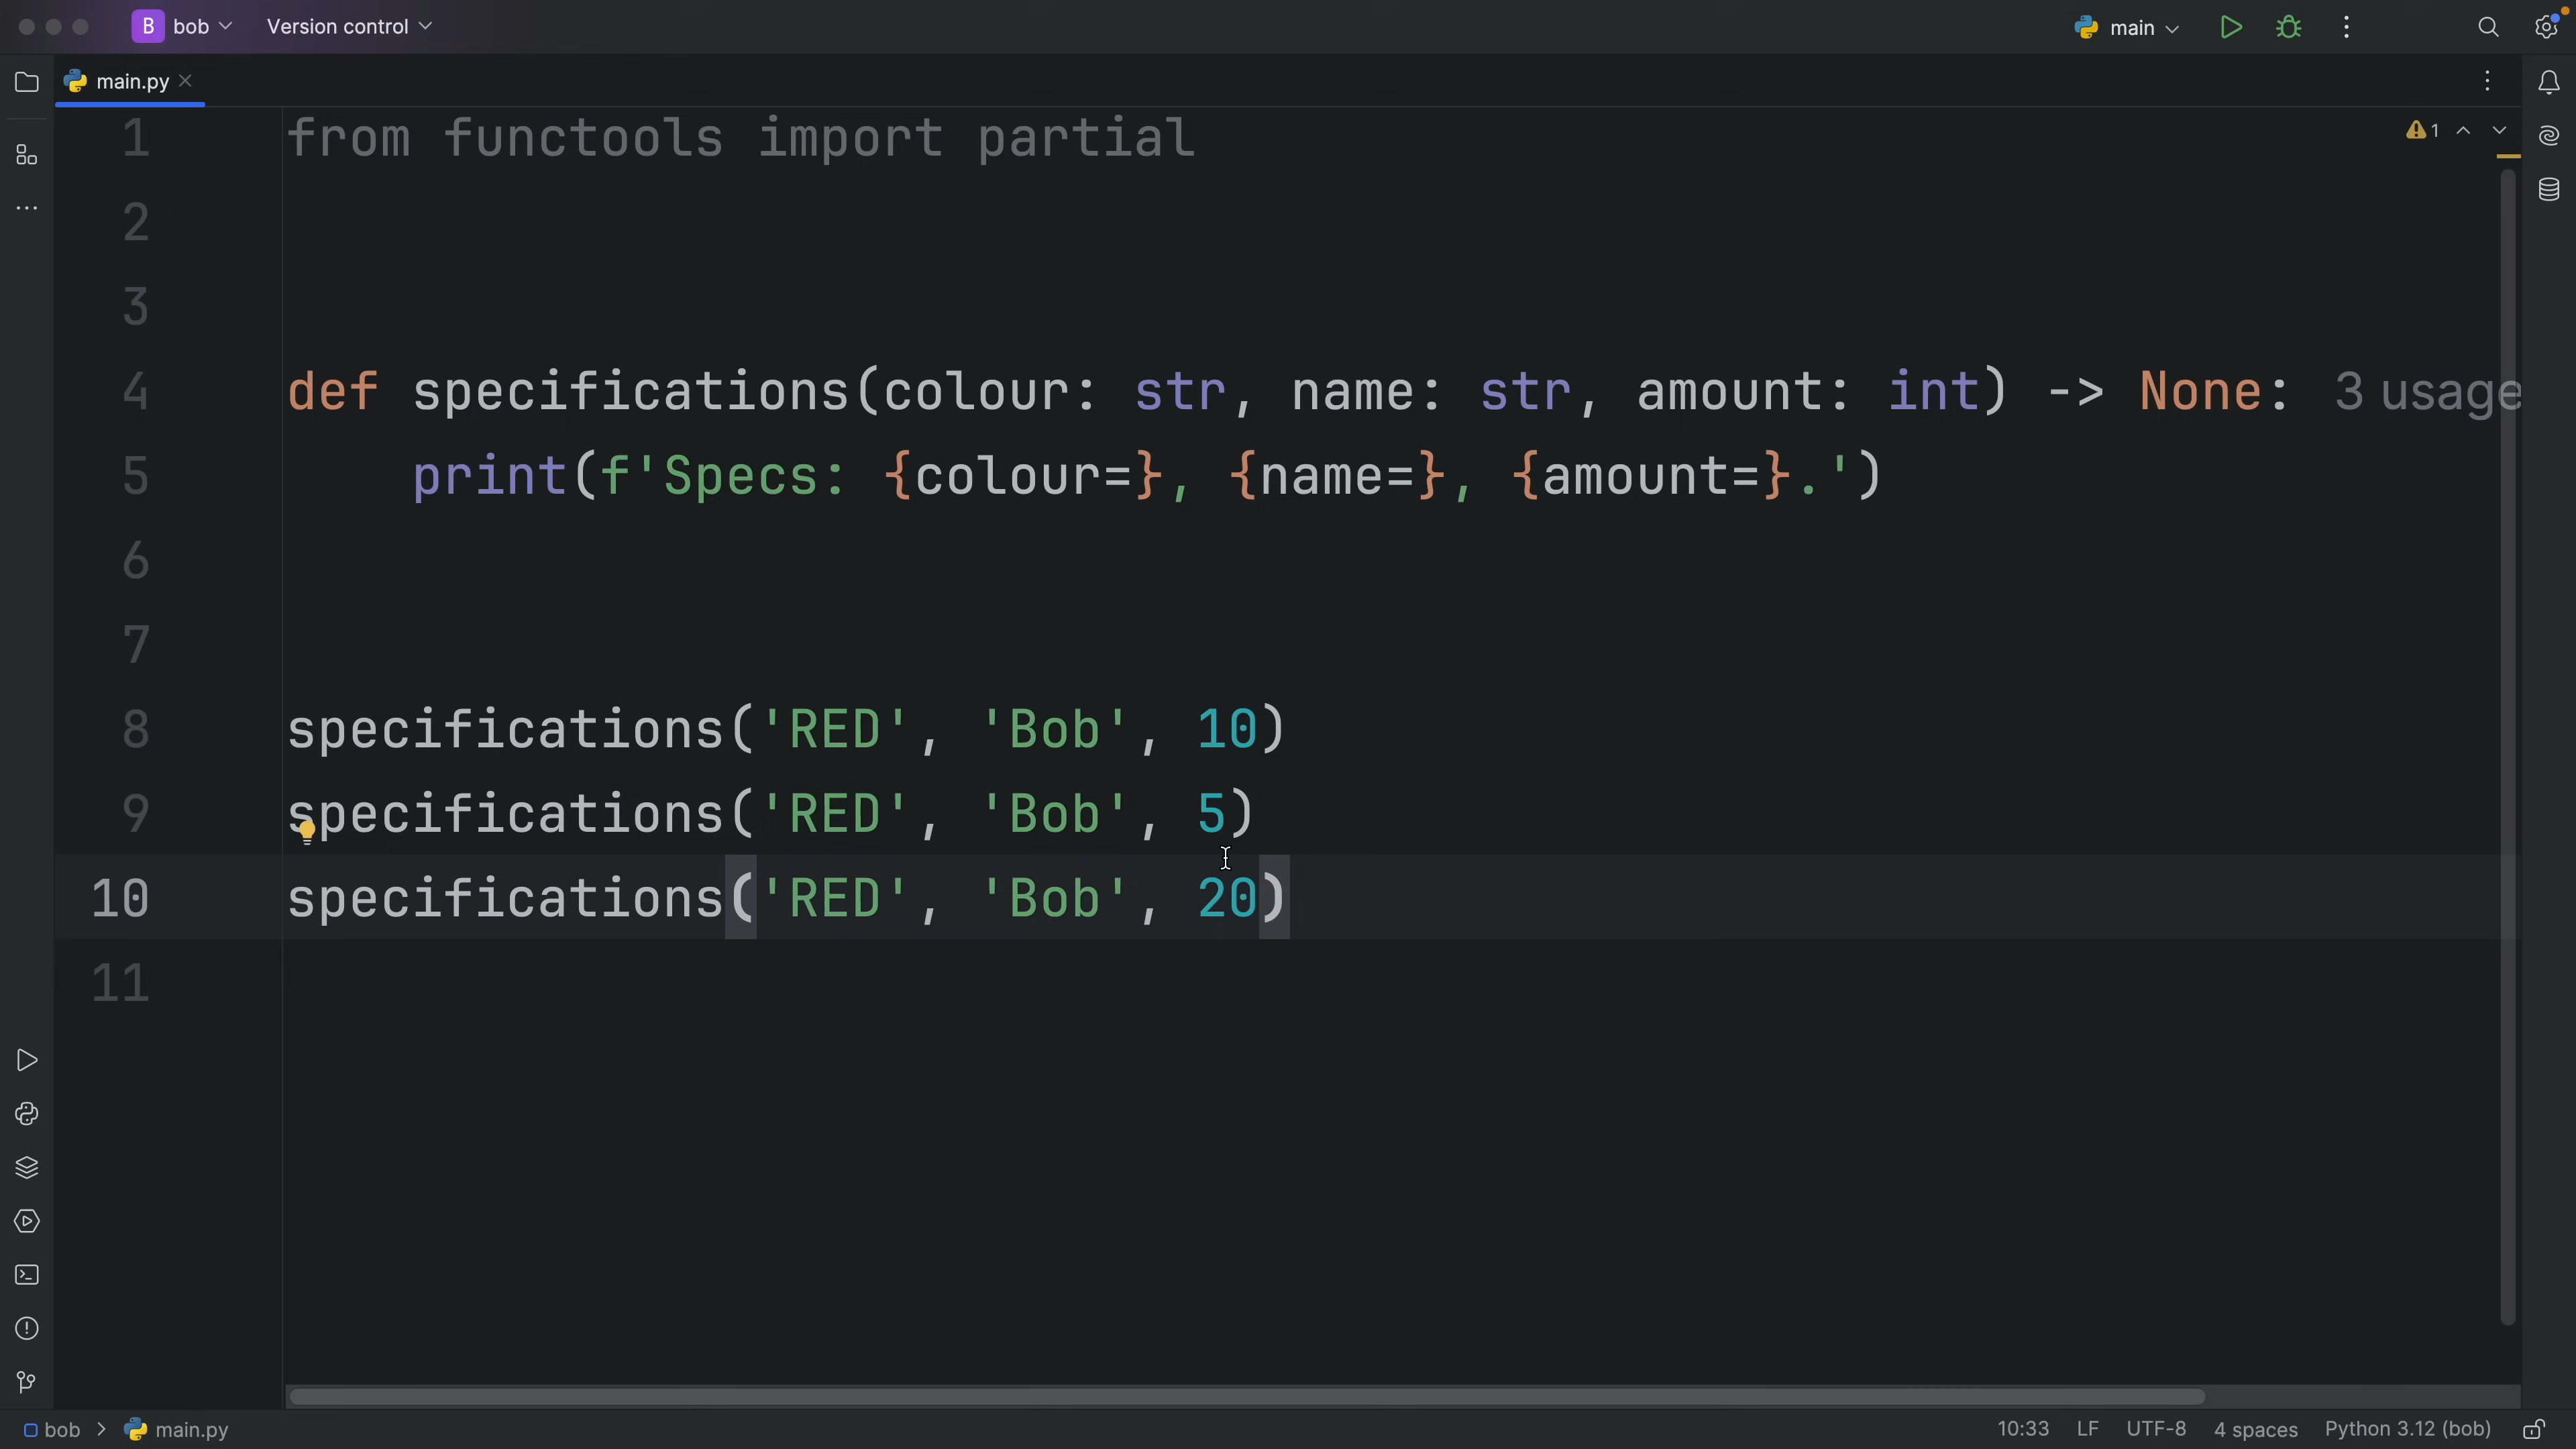 B bob Version control main
main.py
1 from functools import partial
1
2
3
4 def specifications(colour: str, name: str, amount: int) -> None: 3 usage
5 print(f'Specs: {colour=}, {name=}, {amount=}.')
6
7
8 specifications('RED', 'Bob', 10)
9 specifications('RED', 'Bob', 5)
10 specifications('RED', 'Bob', 20)
11
bob > main.py 10:33 LF UTF-8 4 spaces Python 3.12 (bob)